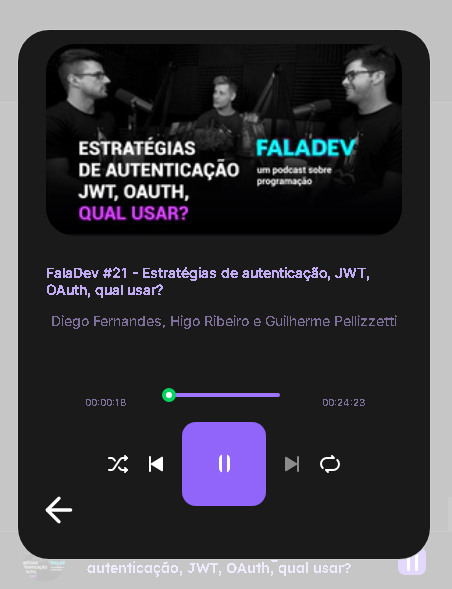 ESTRATÉGIAS
DE AUTENTICAÇÃO
JWT, OAUTH,
QUAL USAR?
FALADEV
um podcast sobre
programação
FalaDev #21 - Estratégias de autenticação, JWT,
OAuth, qual usar?
Diego Fernandes, Higo Ribeiro e Guilherme Pellizzetti
00:00:18
00:24:23
autenticação, JWT, OAuth, qual usar?